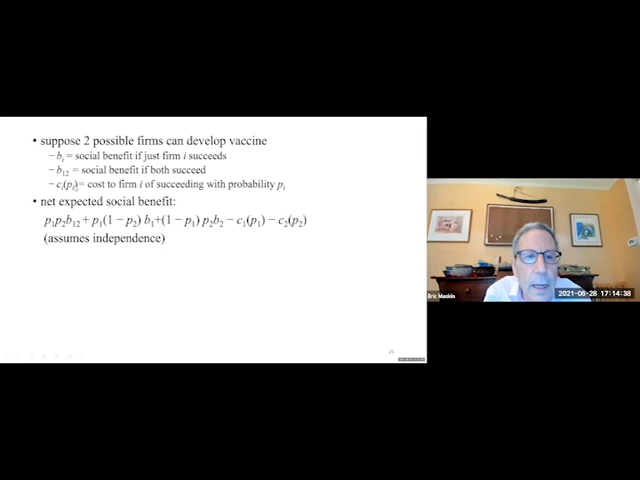 • suppose 2 possible firms can develop vaccine
− bᵢ = social benefit if just firm i succeeds
− b₁₂ = social benefit if both succeed
− cᵢ(pᵢ) = cost to firm i of succeeding with probability pᵢ
• net expected social benefit:
p₁p₂b₁₂ + p₁(1 − p₂) b₁+(1 − p₁) p₂b₂ − c₁(p₁) − c₂(p₂)
(assumes independence)
Eric Maskin
2021-06-28 17:14:38